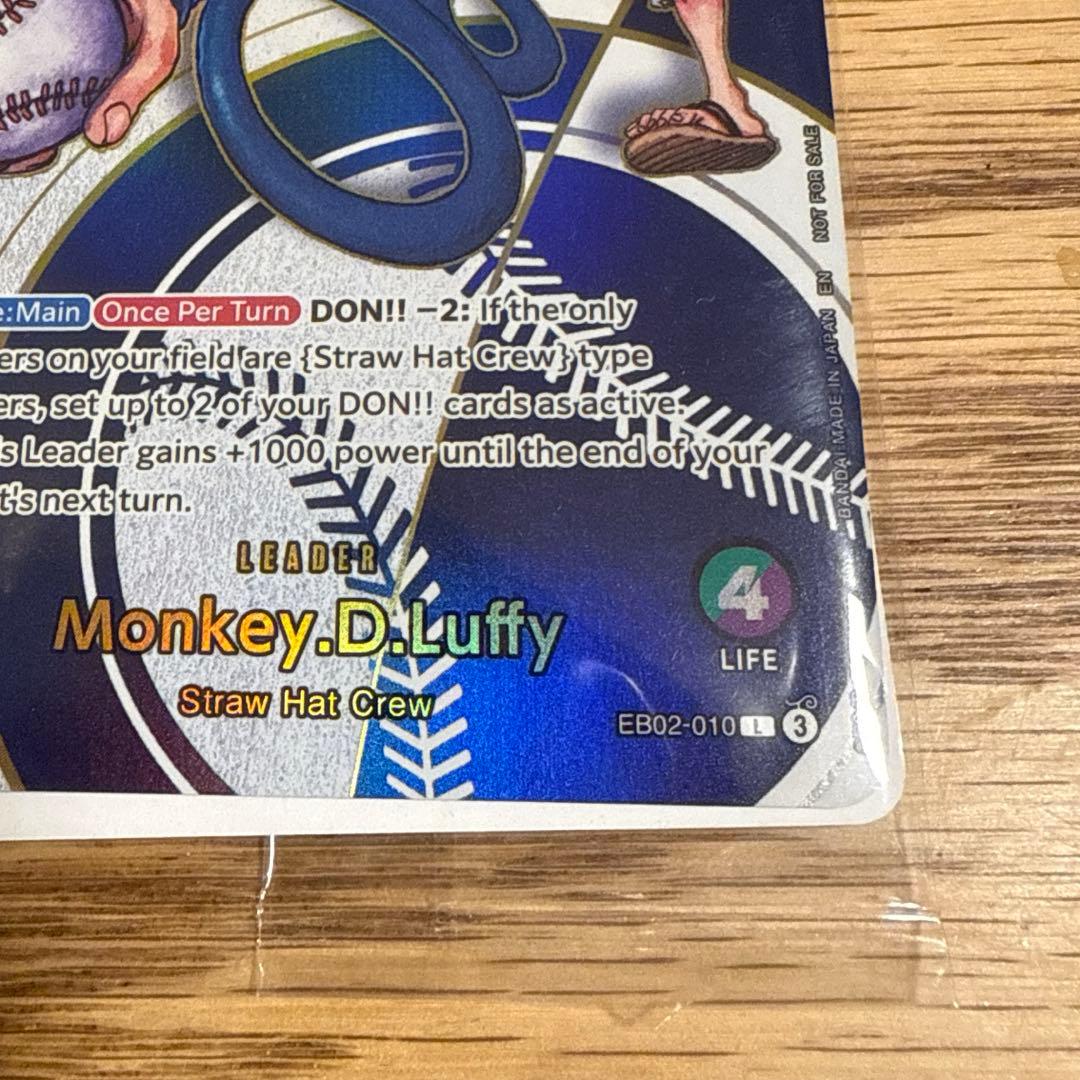 e:Main Once Per Turn DON!! −2: If the only
ers on your field are {Straw Hat Crew} type
ers, set up to 2 of your DON!! cards as active.
s Leader gains +1000 power until the end of your
t's next turn.
LEADER
Monkey.D.Luffy
Straw Hat Crew
4
LIFE
EB02-010 L 3
BANDAI MADE IN JAPAN EN NOT FOR SALE